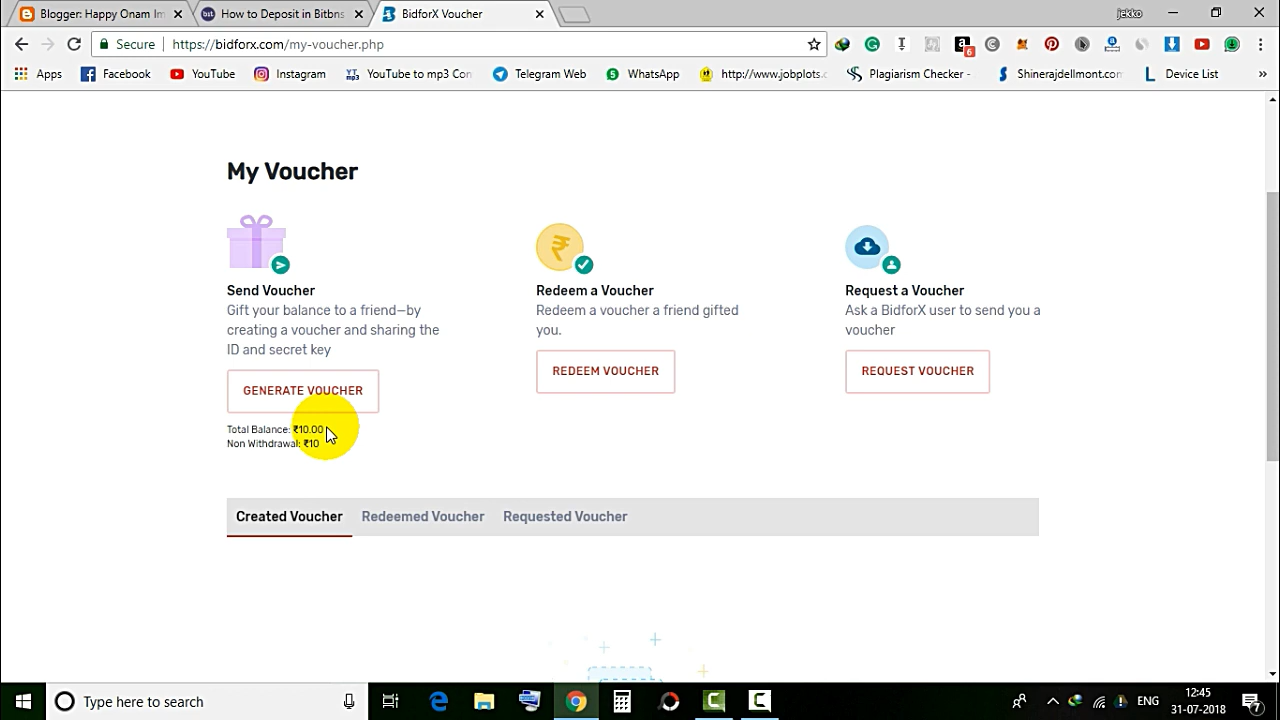 Blogger: Happy Onam Im
How to Deposit in Bitbns
BidforX Voucher
jekko
Secure
https://bidforx.com/my-voucher.php
6
Apps
Facebook
YouTube
Instagram
YouTube to mp3 Con
Telegram Web
WhatsApp
http://www.jobplots.c
Plagiarism Checker -
Shinerajdellmont.com
Device List
»
My Voucher
Send Voucher
Gift your balance to a friend—by
creating a voucher and sharing the
ID and secret key
GENERATE VOUCHER
Total Balance: ₹10.00
Non Withdrawal: ₹10
Redeem a Voucher
Redeem a voucher a friend gifted
you.
REDEEM VOUCHER
Request a Voucher
Ask a BidforX user to send you a
voucher
REQUEST VOUCHER
Created Voucher
Redeemed Voucher
Requested Voucher
Type here to search
ENG
12:45
31-07-2018
7